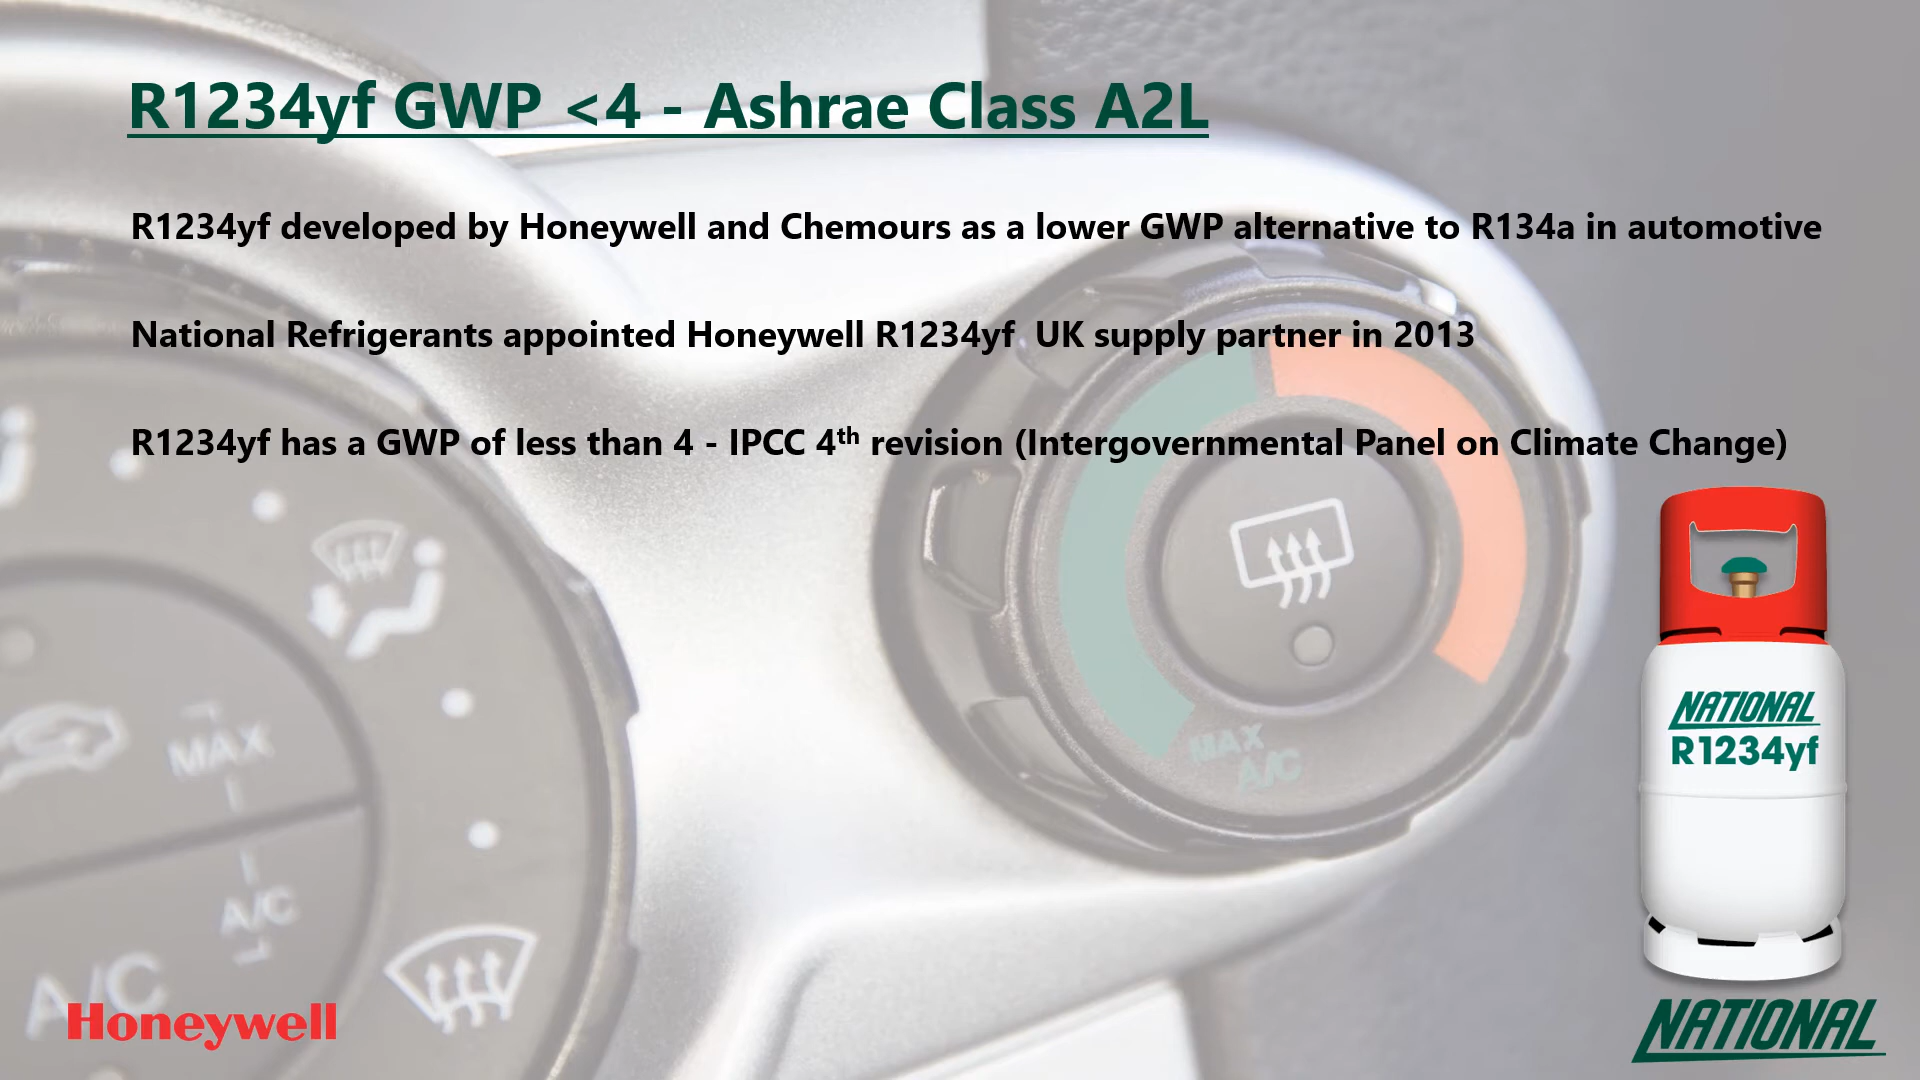 R1234yf GWP <4 - Ashrae Class A2L
R1234yf developed by Honeywell and Chemours as a lower GWP alternative to R134a in automotive
National Refrigerants appointed Honeywell R1234yf  UK supply partner in 2013
R1234yf has a GWP of less than 4 - IPCC 4th revision (Intergovernmental Panel on Climate Change)
MAX
A/C
A/C
MAX
A/C
NATIONAL
R1234yf
Honeywell
NATIONAL